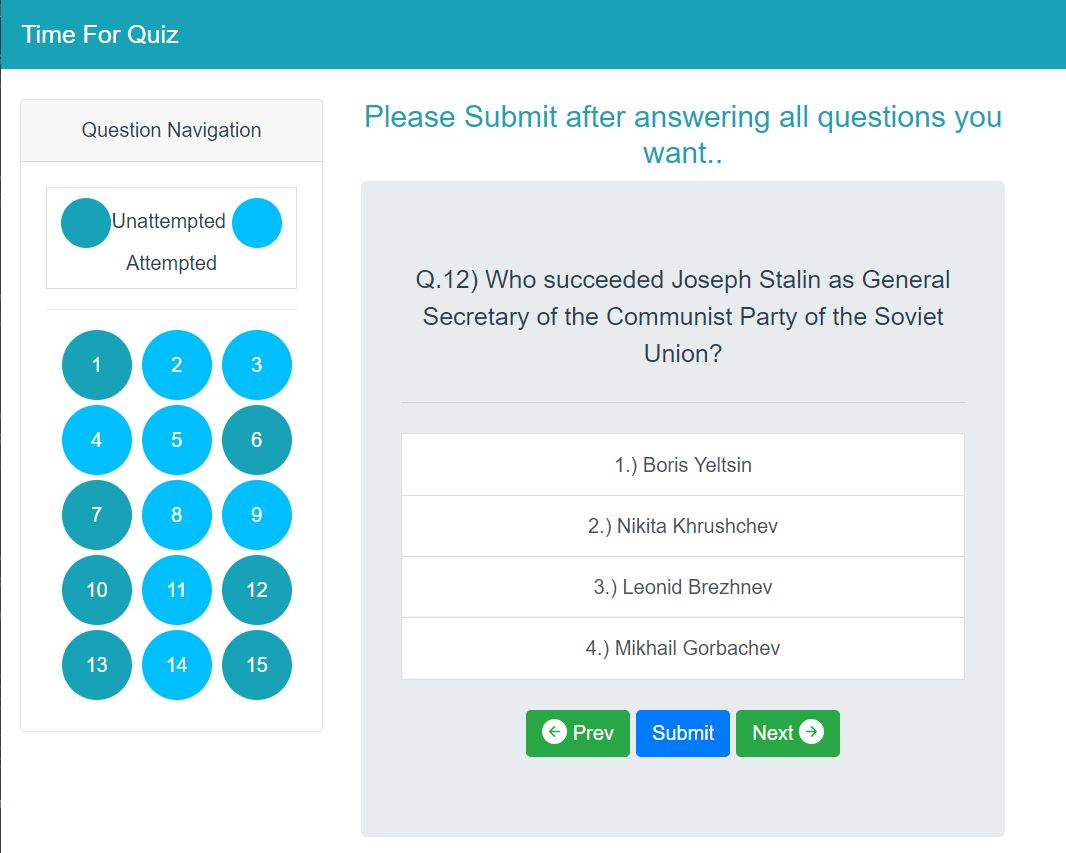 Time For Quiz
Question Navigation
Unattempted
Attempted
1 2 3
4 5 6
7 8 9
10 11 12
13 14 15
Please Submit after answering all questions you
want..
Q.12) Who succeeded Joseph Stalin as General
Secretary of the Communist Party of the Soviet
Union?
1.) Boris Yeltsin
2.) Nikita Khrushchev
3.) Leonid Brezhnev
4.) Mikhail Gorbachev
Prev Submit Next